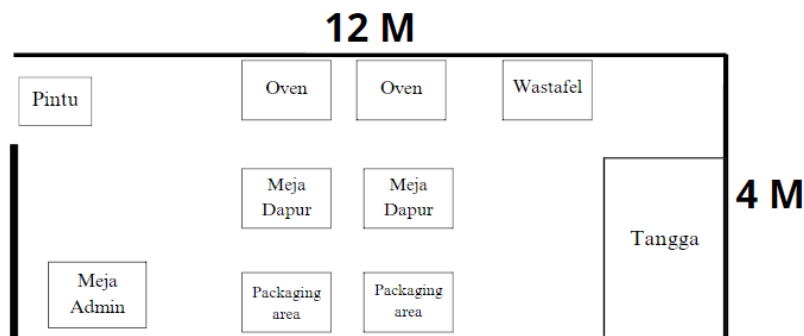 12 M
Pintu
Oven
Oven
Wastafel
Meja
Dapur
Meja
Dapur
4 M
Tangga
Meja
Admin
Packaging
area
Packaging
area